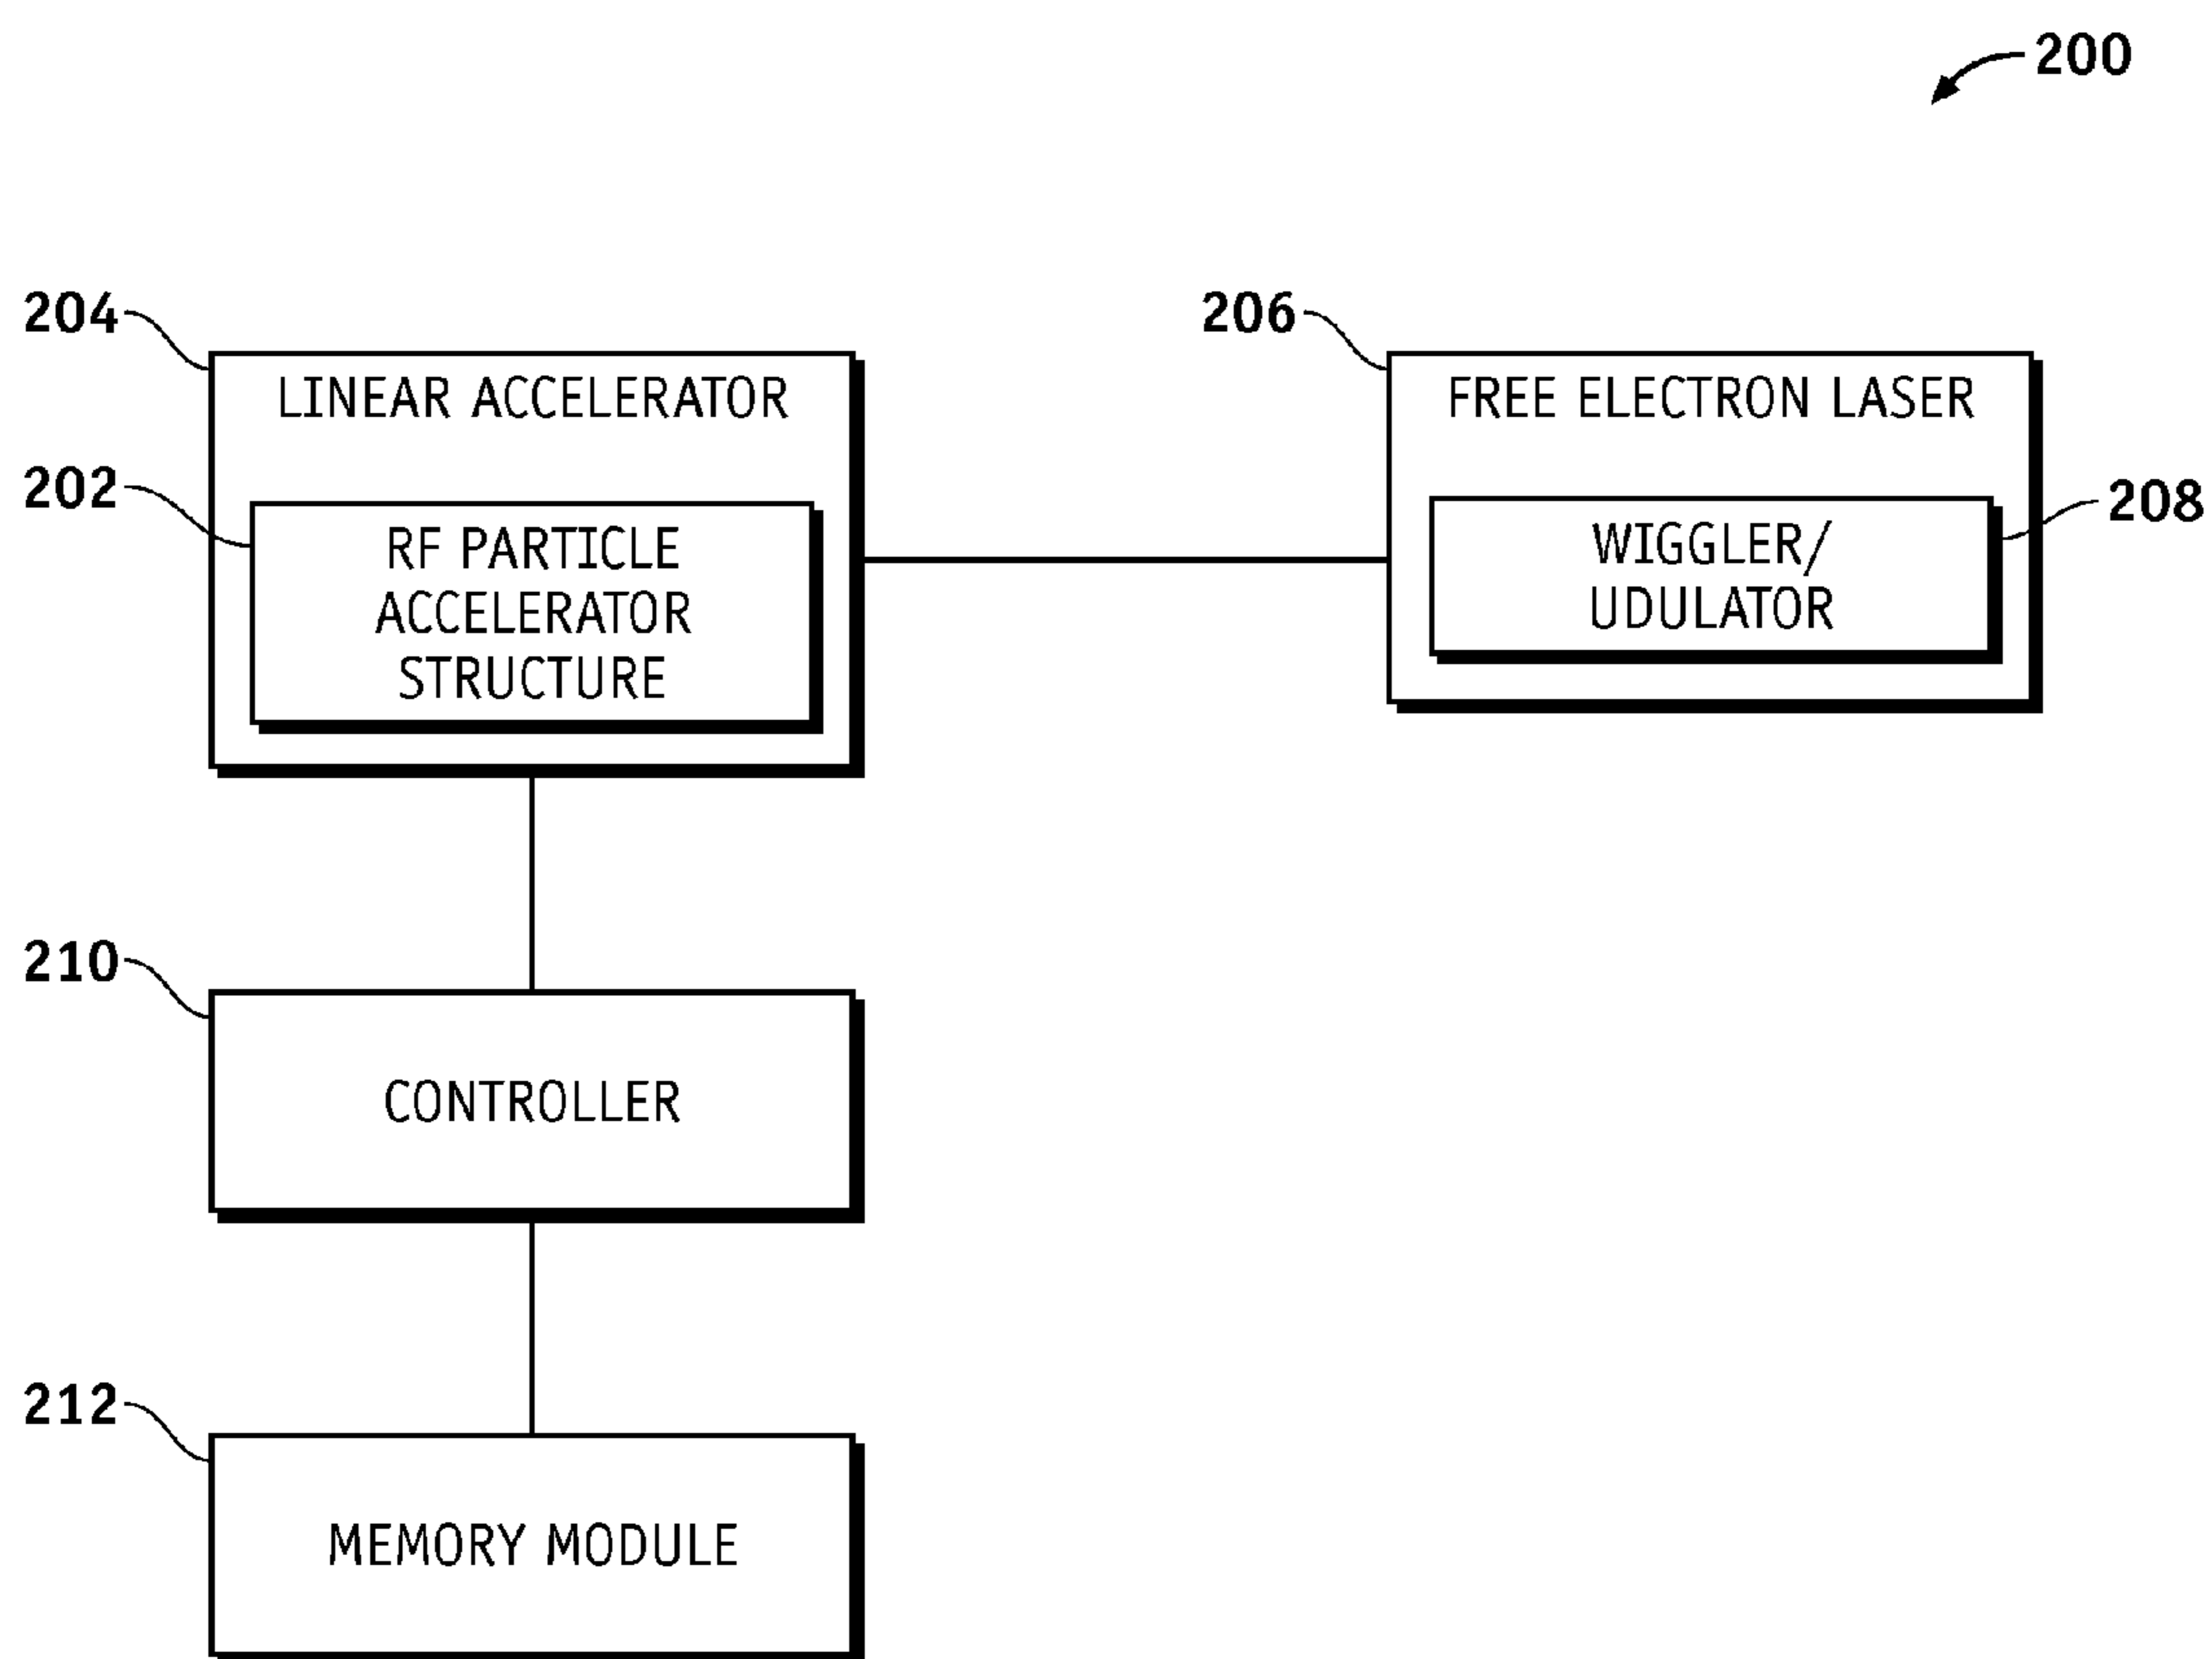 200
204
206
LINEAR ACCELERATOR
FREE ELECTRON LASER
202
208
RF PARTICLE
ACCELERATOR
STRUCTURE
WIGGLER/
UDULATOR
210
CONTROLLER
212
MEMORY MODULE